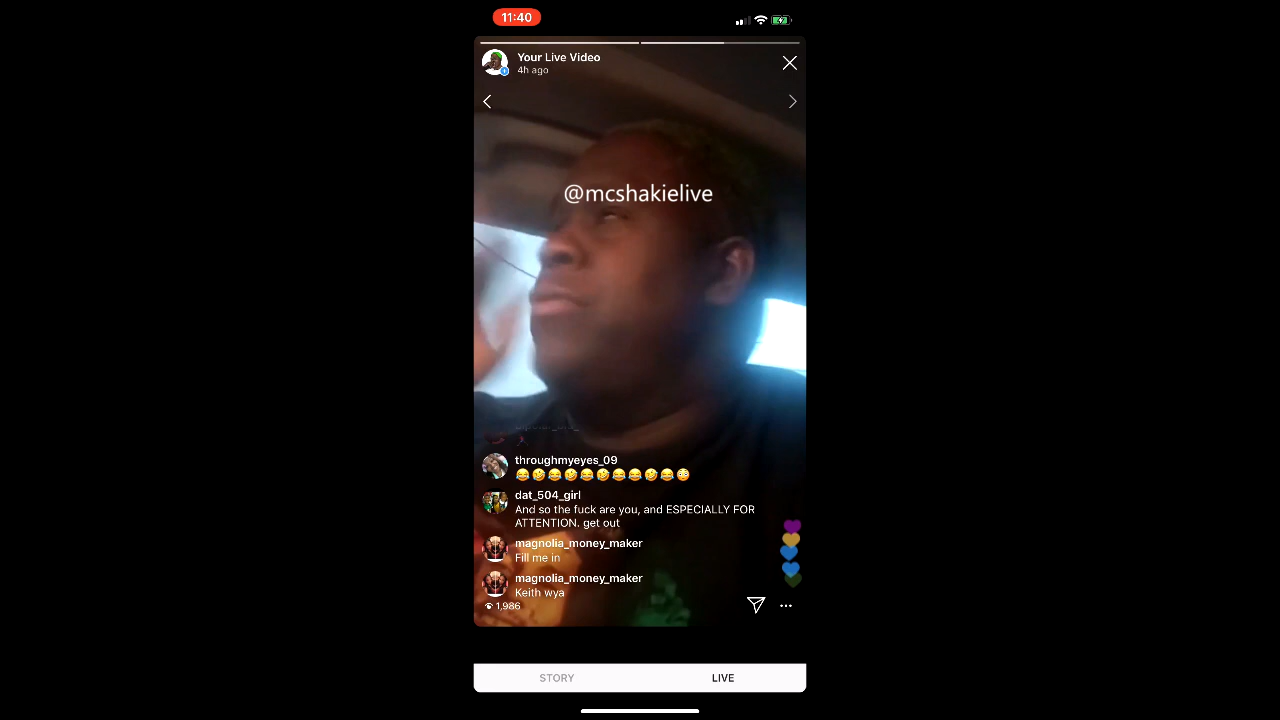 11:40
Your Live Video
4h ago
@mcshakielive
throughmyeyes_09
😂🤣😂🤣😂🤣😂😂🤣😂😳
dat_504_girl
And so the fuck are you, and ESPECIALLY FOR
ATTENTION. get out
magnolia_money_maker
Fill me in
magnolia_money_maker
Keith wya
1,986
STORY
LIVE